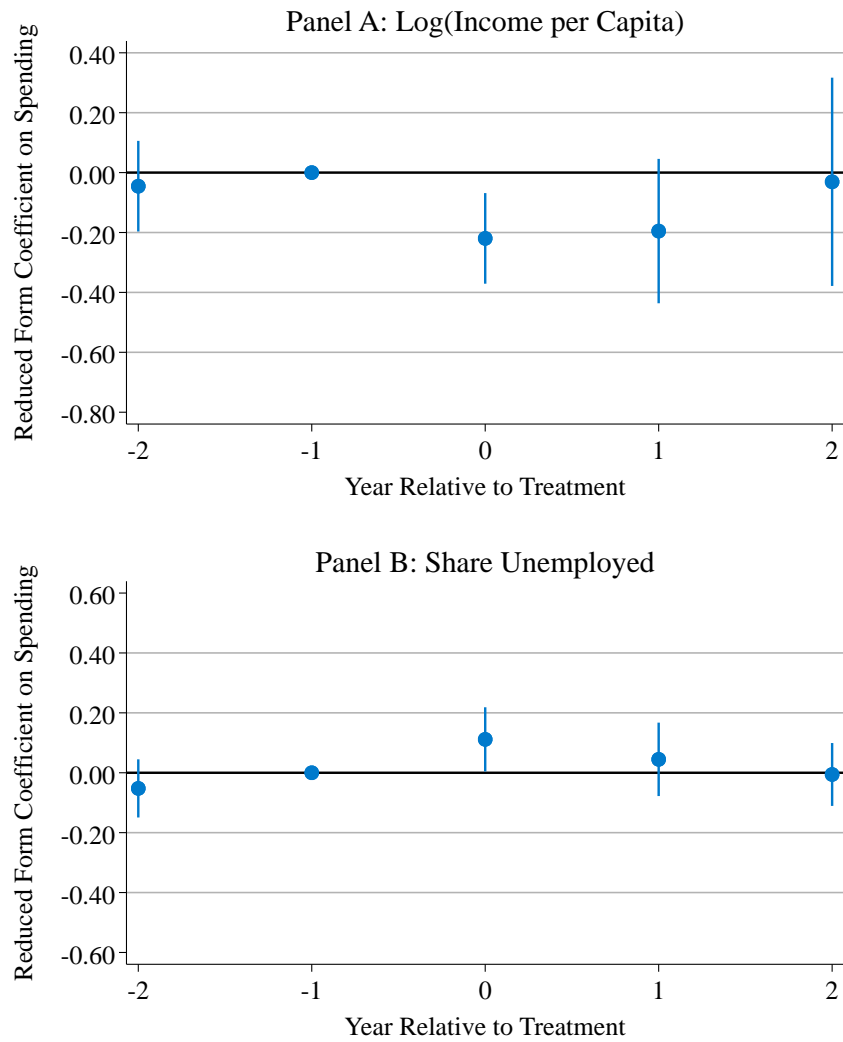 Panel A: Log(Income per Capita)
Reduced Form Coefficient on Spending
0.40
0.20
0.00
-0.20
-0.40
-0.60
-0.80
-2 -1 0 1 2
Year Relative to Treatment
Panel B: Share Unemployed
Reduced Form Coefficient on Spending
0.60
0.40
0.20
0.00
-0.20
-0.40
-0.60
-2 -1 0 1 2
Year Relative to Treatment